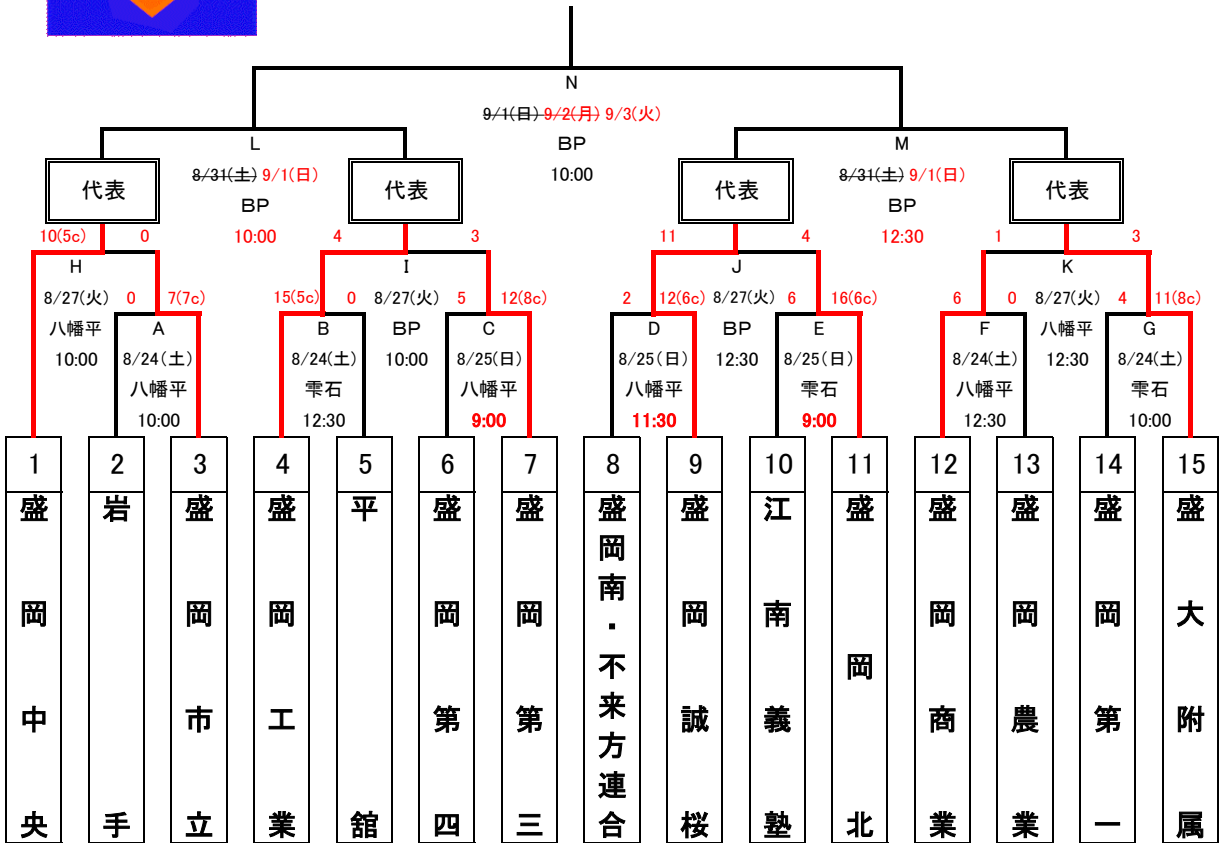 N
9/1(日) 9/2(月) 9/3(火)
BP
10:00
L
8/31(土) 9/1(日)
BP
10:00
M
8/31(土) 9/1(日)
BP
12:30
代表
代表
代表
代表
10(5c) 0
4 3
11 4
1 3
H
8/27(火)
八幡平
10:00
I
8/27(火)
BP
10:00
J
8/27(火)
BP
12:30
K
8/27(火)
八幡平
12:30
0 7(7c)
A
8/24(土)
八幡平
10:00
15(5c) 0
B
8/24(土)
雫石
12:30
5 12(8c)
C
8/25(日)
八幡平
9:00
2 12(6c)
D
8/25(日)
八幡平
11:30
6 16(6c)
E
8/25(日)
雫石
9:00
6 0
F
8/24(土)
八幡平
12:30
4 11(8c)
G
8/24(土)
雫石
10:00
1
盛岡中央
2
岩手
3
盛岡市立
4
盛岡工業
5
平舘
6
盛岡第四
7
盛岡第三
8
盛岡南・不来方連合
9
盛岡誠桜
10
江南義塾
11
盛岡北
12
盛岡商業
13
盛岡農業
14
盛岡第一
15
盛大附属